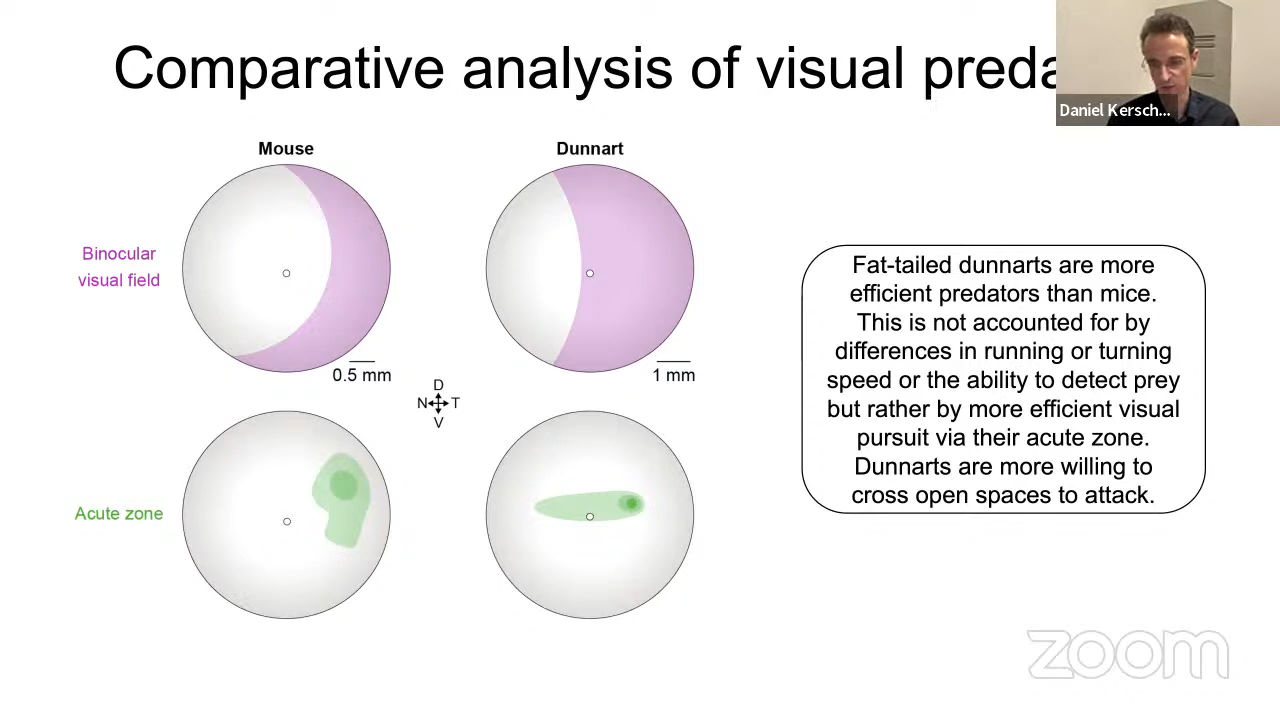 Comparative analysis of visual
Daniel Kersch...
Mouse
Dunnart
Binocular
visual field
0.5 mm
1 mm
D
N T
V
Acute zone
Fat-tailed dunnarts are more
efficient predators than mice.
This is not accounted for by
differences in running or turning
speed or the ability to detect prey
but rather by more efficient visual
pursuit via their acute zone.
Dunnarts are more willing to
cross open spaces to attack.
zoom